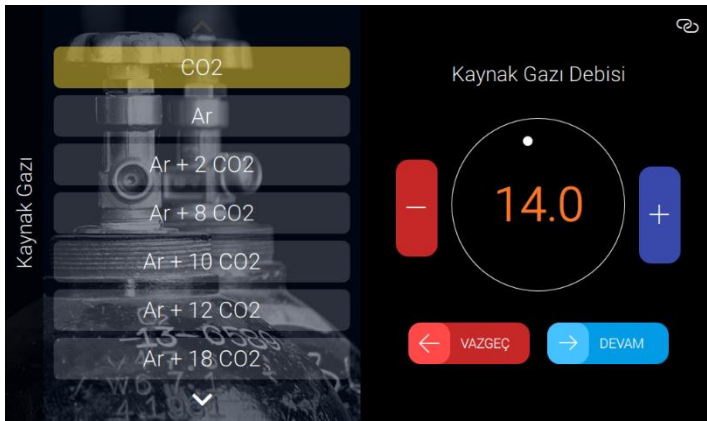 Kaynak Gazı
CO2
Ar
Ar + 2 CO2
Ar + 8 CO2
Ar + 10 CO2
Ar + 12 CO2
Ar + 18 CO2
Kaynak Gazı Debisi
−
14.0
+
VAZGEÇ
DEVAM